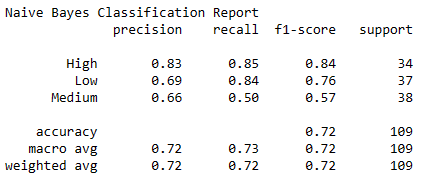 Naive Bayes Classification Report
precision recall f1-score support
High 0.83 0.85 0.84 34
Low 0.69 0.84 0.76 37
Medium 0.66 0.50 0.57 38
accuracy 0.72 109
macro avg 0.72 0.73 0.72 109
weighted avg 0.72 0.72 0.72 109